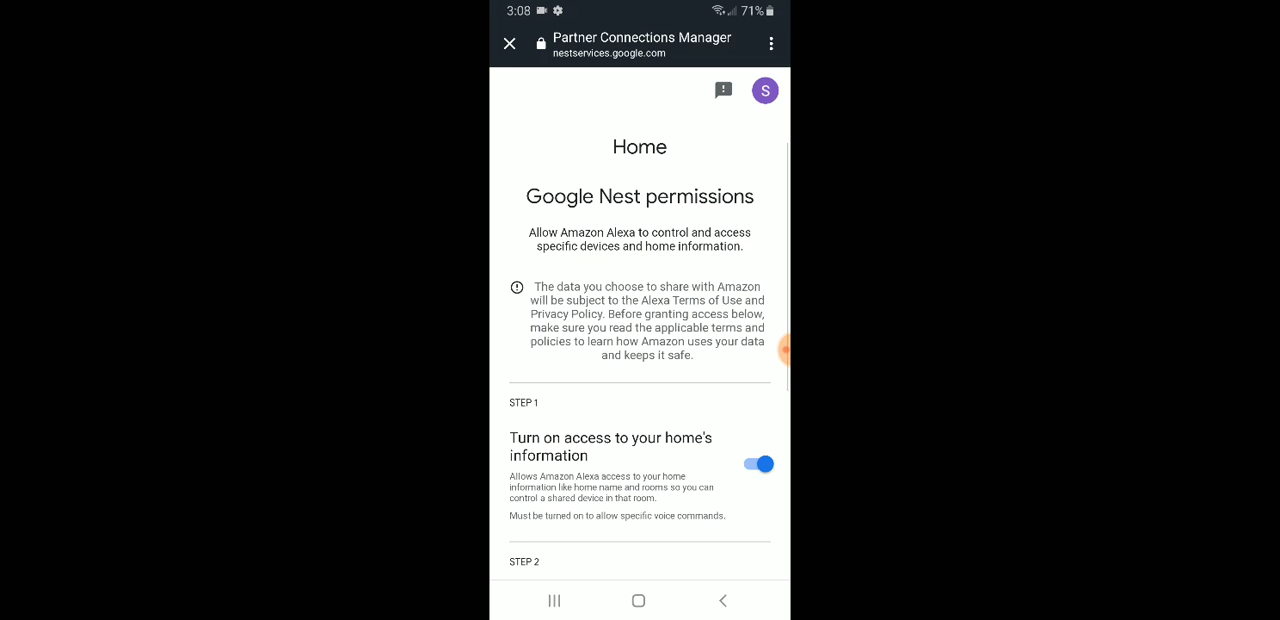 3:08
71%
Partner Connections Manager
nestservices.google.com
S
Home
Google Nest permissions
Allow Amazon Alexa to control and access
specific devices and home information.
The data you choose to share with Amazon
will be subject to the Alexa Terms of Use and
Privacy Policy. Before granting access below,
make sure you read the applicable terms and
policies to learn how Amazon uses your data
and keeps it safe.
STEP 1
Turn on access to your home's
information
Allows Amazon Alexa access to your home
information like home name and rooms so you can
control a shared device in that room.
Must be turned on to allow specific voice commands.
STEP 2